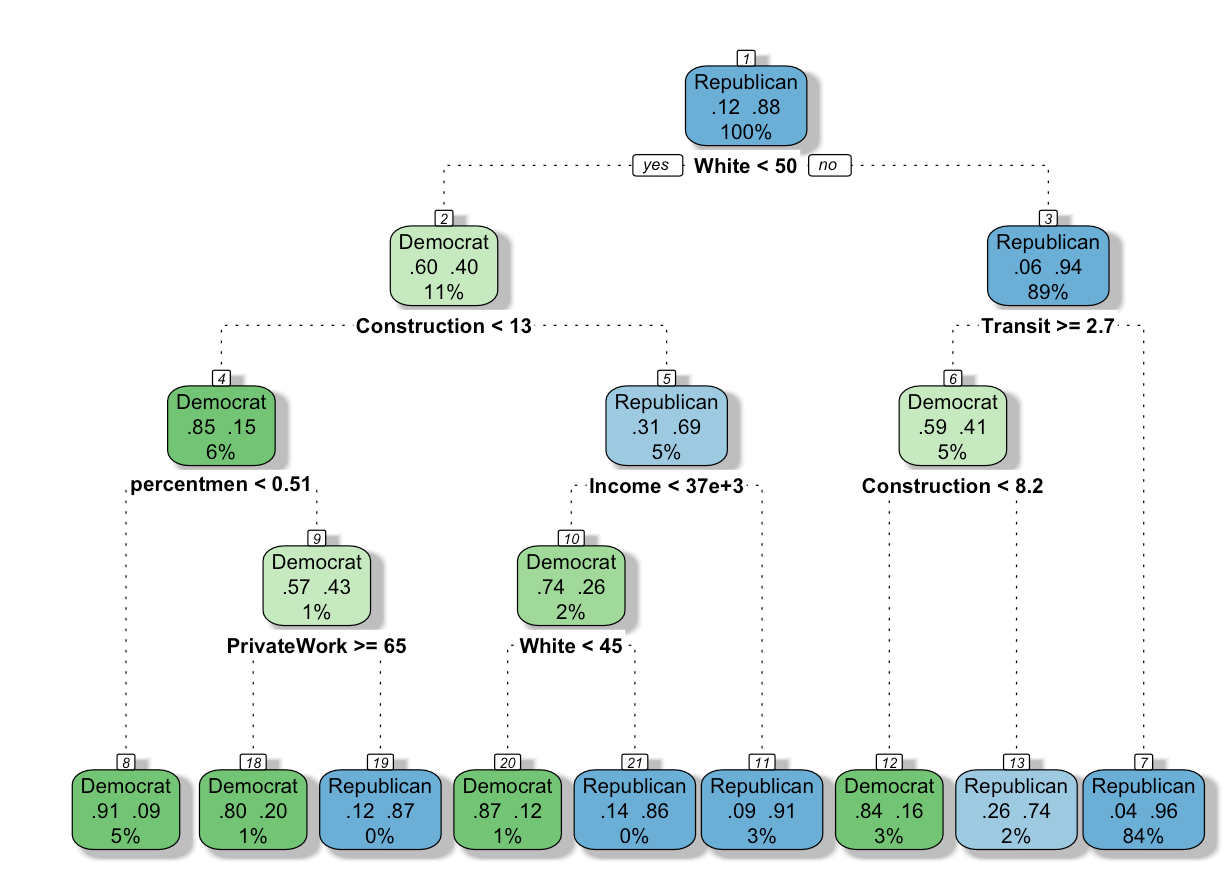 1
Republican
.12 .88
100%
yes White < 50 no
2
Democrat
.60 .40
11%
3
Republican
.06 .94
89%
Construction < 13
Transit >= 2.7
4
Democrat
.85 .15
6%
5
Republican
.31 .69
5%
6
Democrat
.59 .41
5%
percentmen < 0.51
Income < 37e+3
Construction < 8.2
9
Democrat
.57 .43
1%
10
Democrat
.74 .26
2%
PrivateWork >= 65
White < 45
8
Democrat
.91 .09
5%
18
Democrat
.80 .20
1%
19
Republican
.12 .87
0%
20
Democrat
.87 .12
1%
21
Republican
.14 .86
0%
11
Republican
.09 .91
3%
12
Democrat
.84 .16
3%
13
Republican
.26 .74
2%
7
Republican
.04 .96
84%